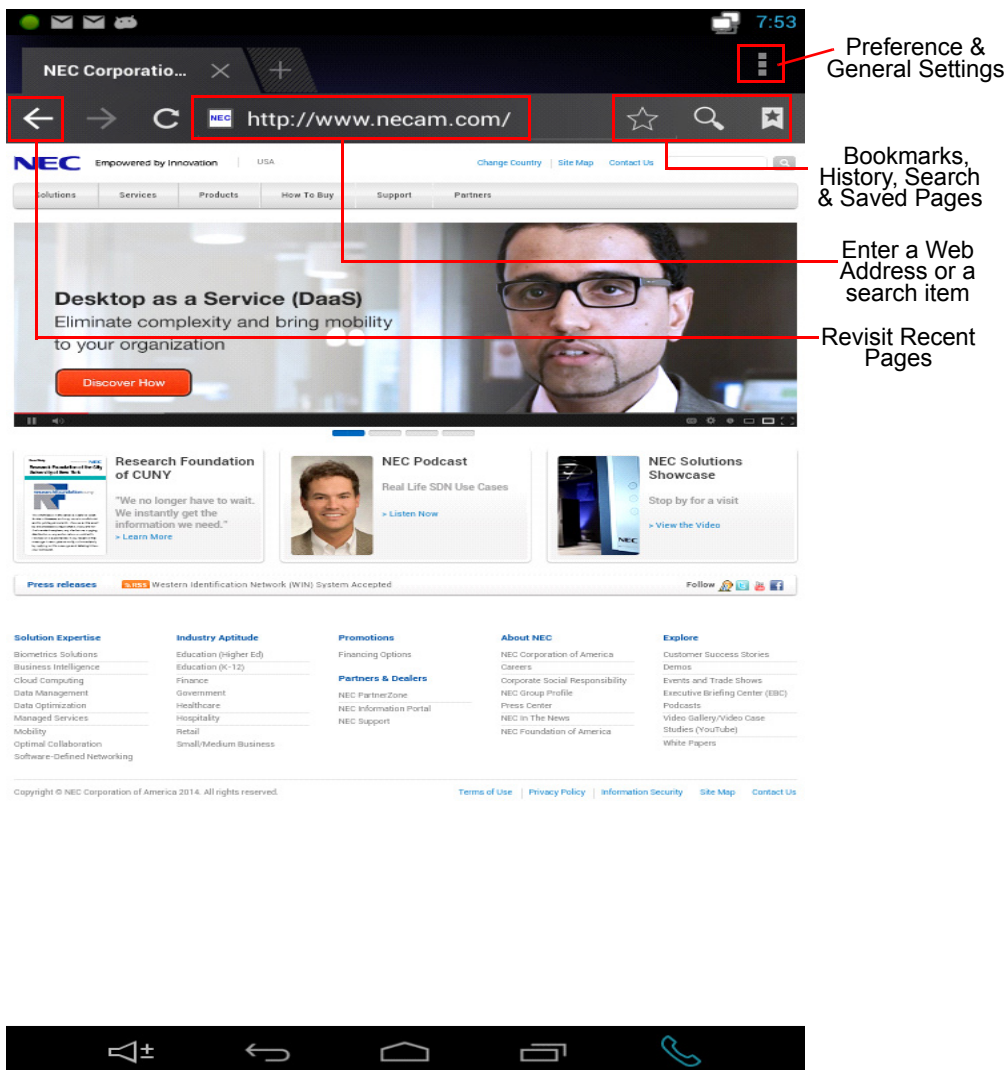 7:53
NEC Corporatio...
Preference &
General Settings
NEC http://www.necam.com/
Bookmarks,
History, Search
& Saved Pages
Enter a Web
Address or a
search item
Revisit Recent
Pages
NEC Empowered by Innovation USA Change Country Site Map Contact Us
Solutions Services Products How To Buy Support Partners
Desktop as a Service (DaaS)
Eliminate complexity and bring mobility
to your organization
Discover How
Research Foundation
of CUNY
"We no longer have to wait.
We instantly get the
information we need."
> Learn More
NEC Podcast
Real Life SDN Use Cases
> Listen Now
NEC
NEC Solutions
Showcase
Stop by for a visit
> View the Video
Press releases RSS Western Identification Network (WIN) System Accepted Follow
Solution Expertise
Biometrics Solutions
Business Intelligence
Cloud Computing
Data Management
Data Optimization
Managed Services
Mobility
Optimal Collaboration
Software-Defined Networking
Industry Aptitude
Education (Higher Ed)
Education (K-12)
Finance
Government
Healthcare
Hospitality
Retail
Small/Medium Business
Promotions
Financing Options
Partners & Dealers
NEC PartnerZone
NEC Information Portal
NEC Support
About NEC
NEC Corporation of America
Careers
Corporate Social Responsibility
NEC Group Profile
Press Center
NEC In The News
NEC Foundation of America
Explore
Customer Success Stories
Demos
Events and Trade Shows
Executive Briefing Center (EBC)
Podcasts
Video Gallery/Video Case
Studies (YouTube)
White Papers
Copyright © NEC Corporation of America 2014. All rights reserved. Terms of Use Privacy Policy Information Security Site Map Contact Us